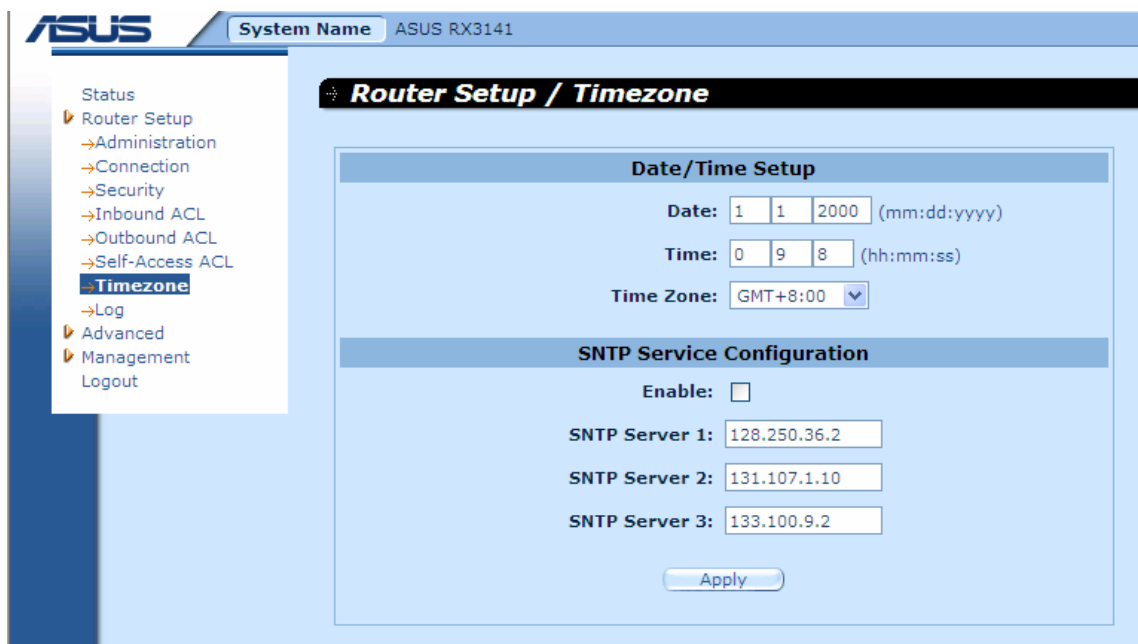 ASUS
System Name ASUS RX3141
Status
Router Setup
→Administration
→Connection
→Security
→Inbound ACL
→Outbound ACL
→Self-Access ACL
→Timezone
→Log
Advanced
Management
Logout
Router Setup / Timezone
Date/Time Setup
Date: 1 1 2000 (mm:dd:yyyy)
Time: 0 9 8 (hh:mm:ss)
Time Zone: GMT+8:00
SNTP Service Configuration
Enable:
SNTP Server 1: 128.250.36.2
SNTP Server 2: 131.107.1.10
SNTP Server 3: 133.100.9.2
Apply